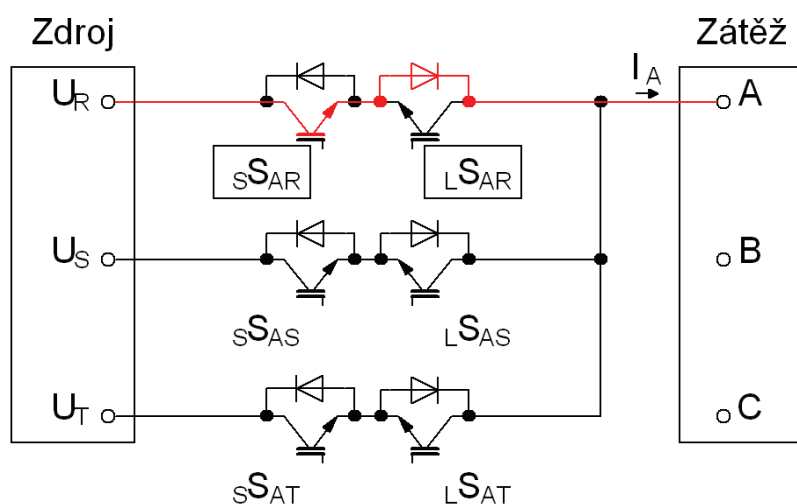 Zdroj
Zátěž
I_A
U_R
A
sS_AR
LS_AR
U_S
B
sS_AS
LS_AS
U_T
C
sS_AT
LS_AT